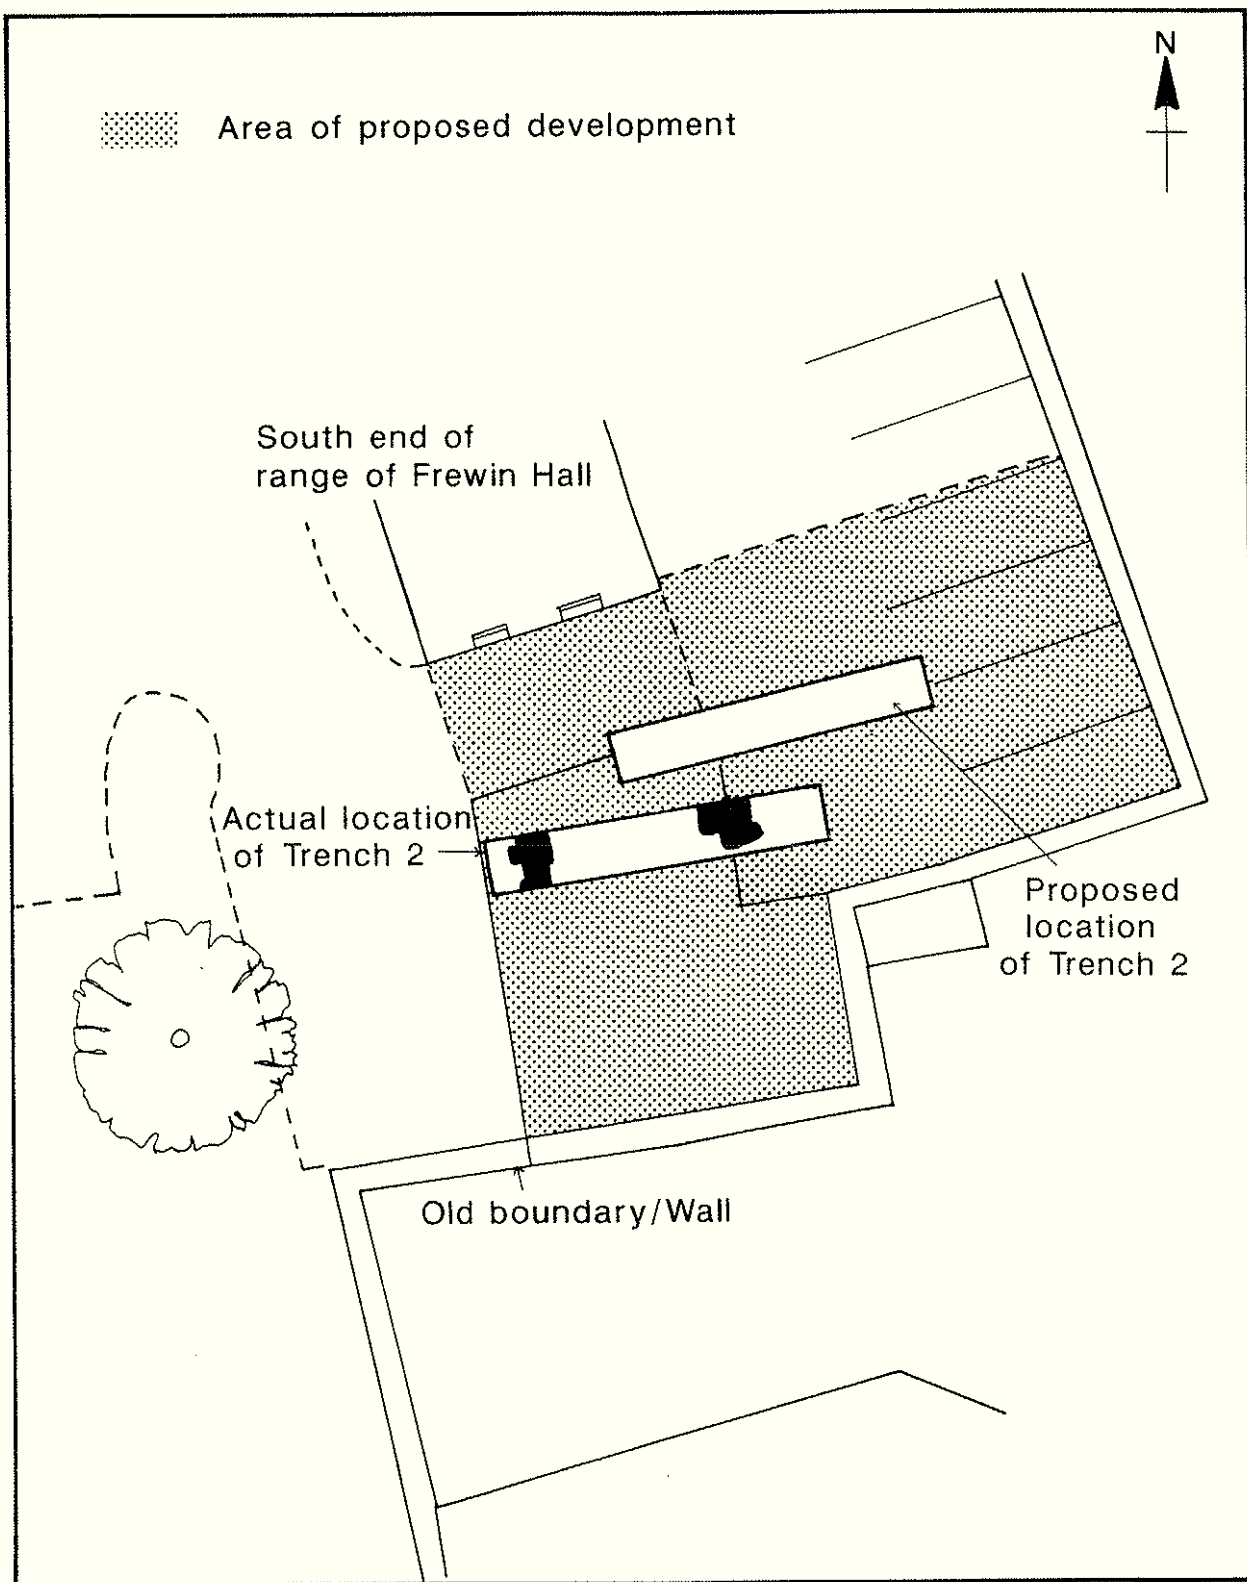 N
Area of proposed development
South end of
range of Frewin Hall
Actual location
of Trench 2
Proposed
location
of Trench 2
Old boundary/Wall